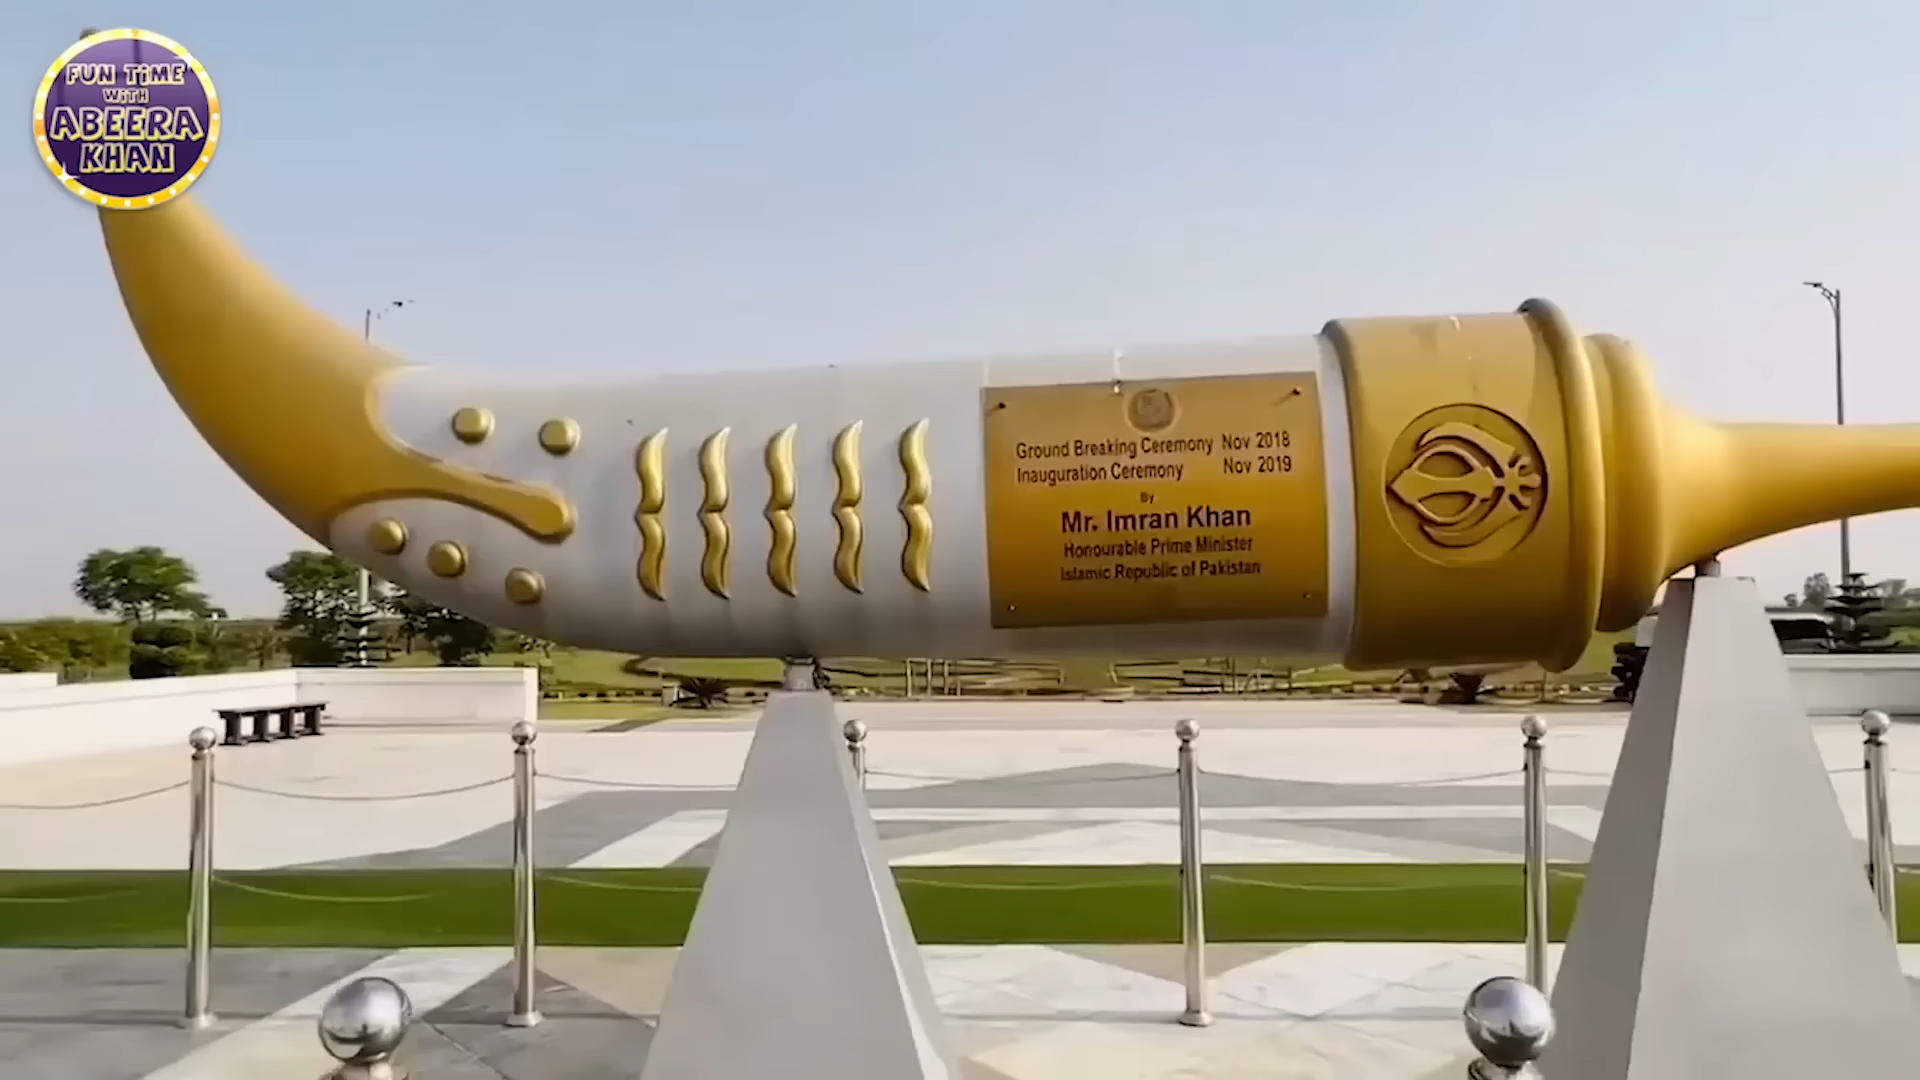 FUN TiME
WiTH
ABEERA
KHAN
Ground Breaking Ceremony Nov 2018
Inauguration Ceremony Nov 2019
By
Mr. Imran Khan
Honourable Prime Minister
Islamic Republic of Pakistan